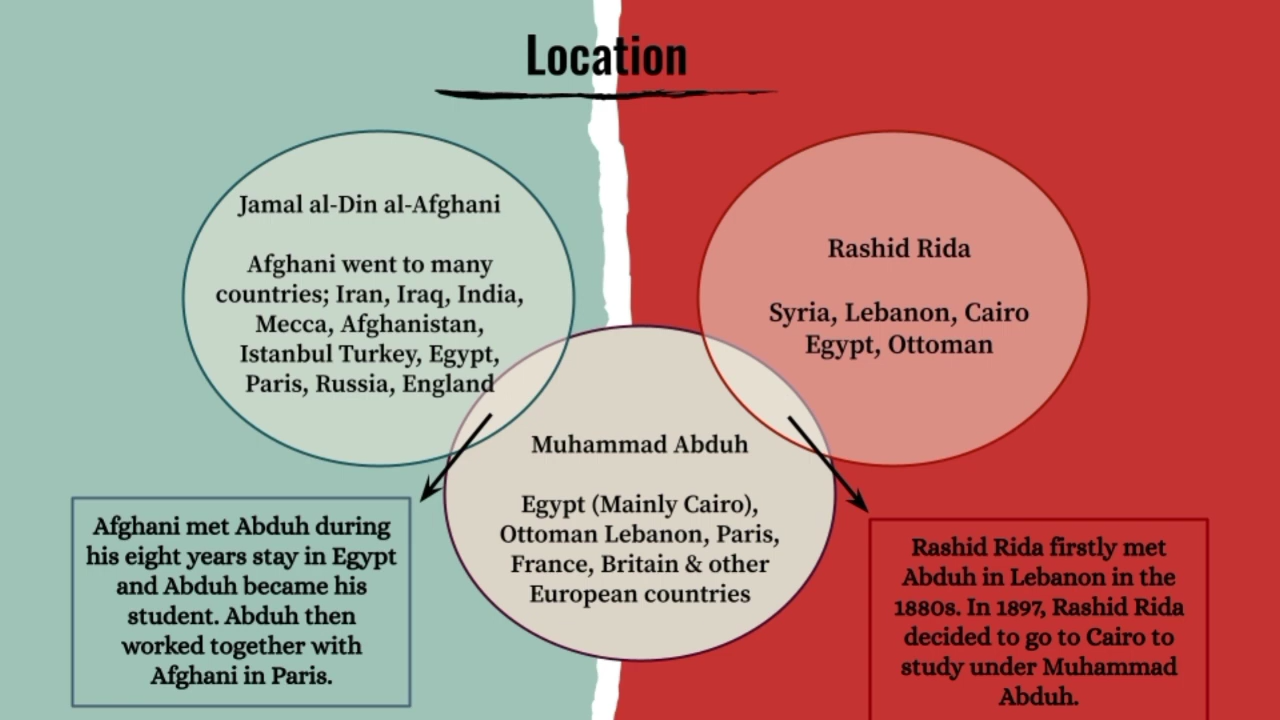 Location
Jamal al-Din al-Afghani
Afghani went to many
countries; Iran, Iraq, India,
Mecca, Afghanistan,
Istanbul Turkey, Egypt,
Paris, Russia, England
Rashid Rida
Syria, Lebanon, Cairo
Egypt, Ottoman
Muhammad Abduh
Egypt (Mainly Cairo),
Ottoman Lebanon, Paris,
France, Britain & other
European countries
Afghani met Abduh during
his eight years stay in Egypt
and Abduh became his
student. Abduh then
worked together with
Afghani in Paris.
Rashid Rida firstly met
Abduh in Lebanon in the
1880s. In 1897, Rashid Rida
decided to go to Cairo to
study under Muhammad
Abduh.